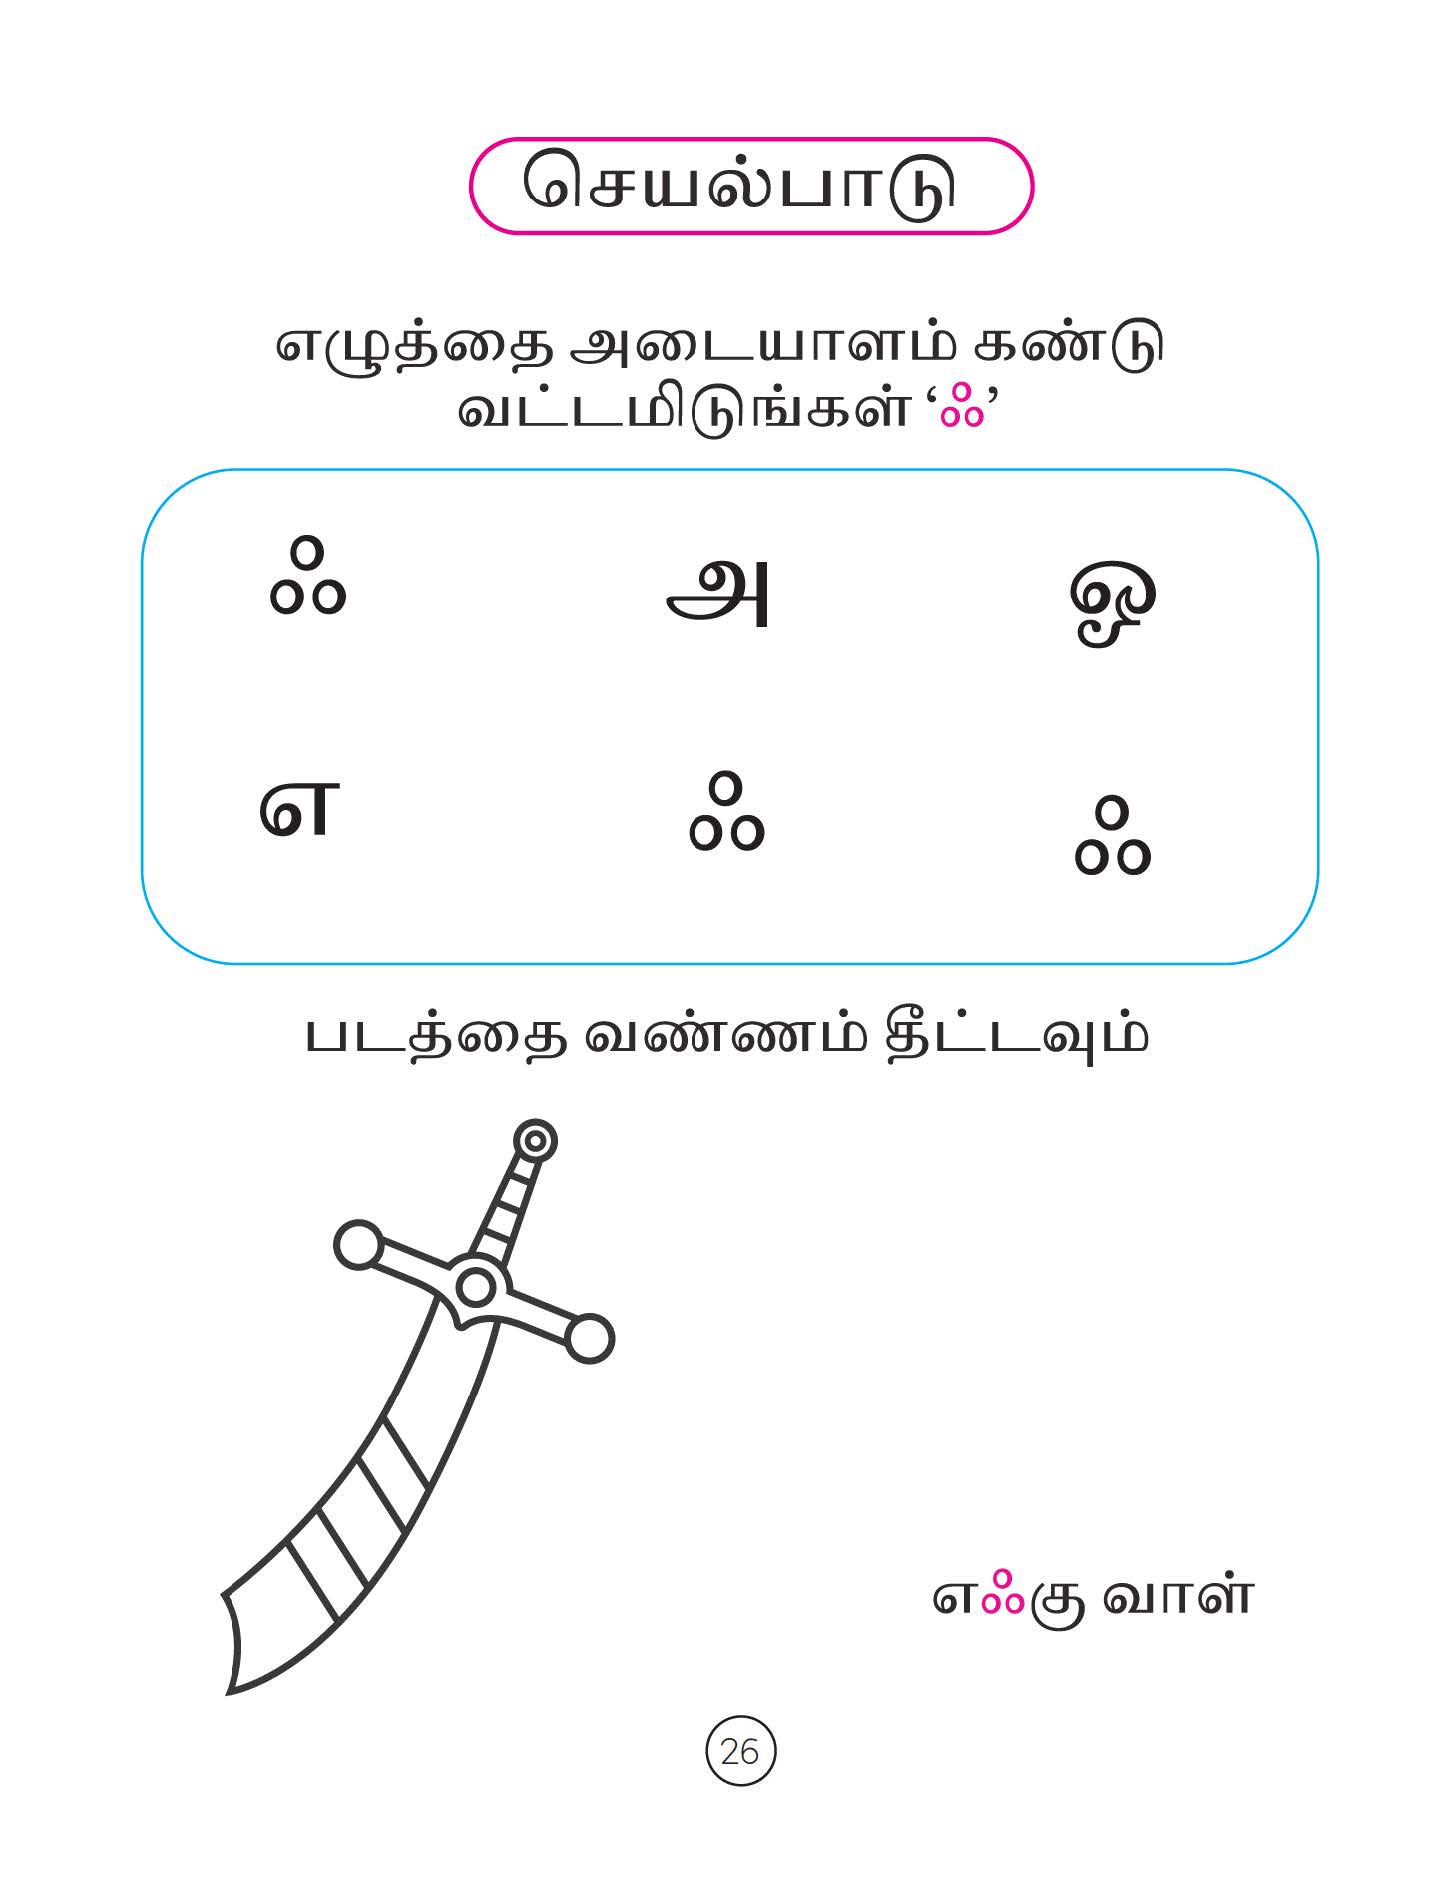 செயல்பாடு
எழுத்தை அடையாளம் கண்டு
வட்டமிடுங்கள் ‘ஃ’
ஃ அ ஓ
எ ஃ ஃ
படத்தை வண்ணம் தீட்டவும்
எஃகு வாள்
26